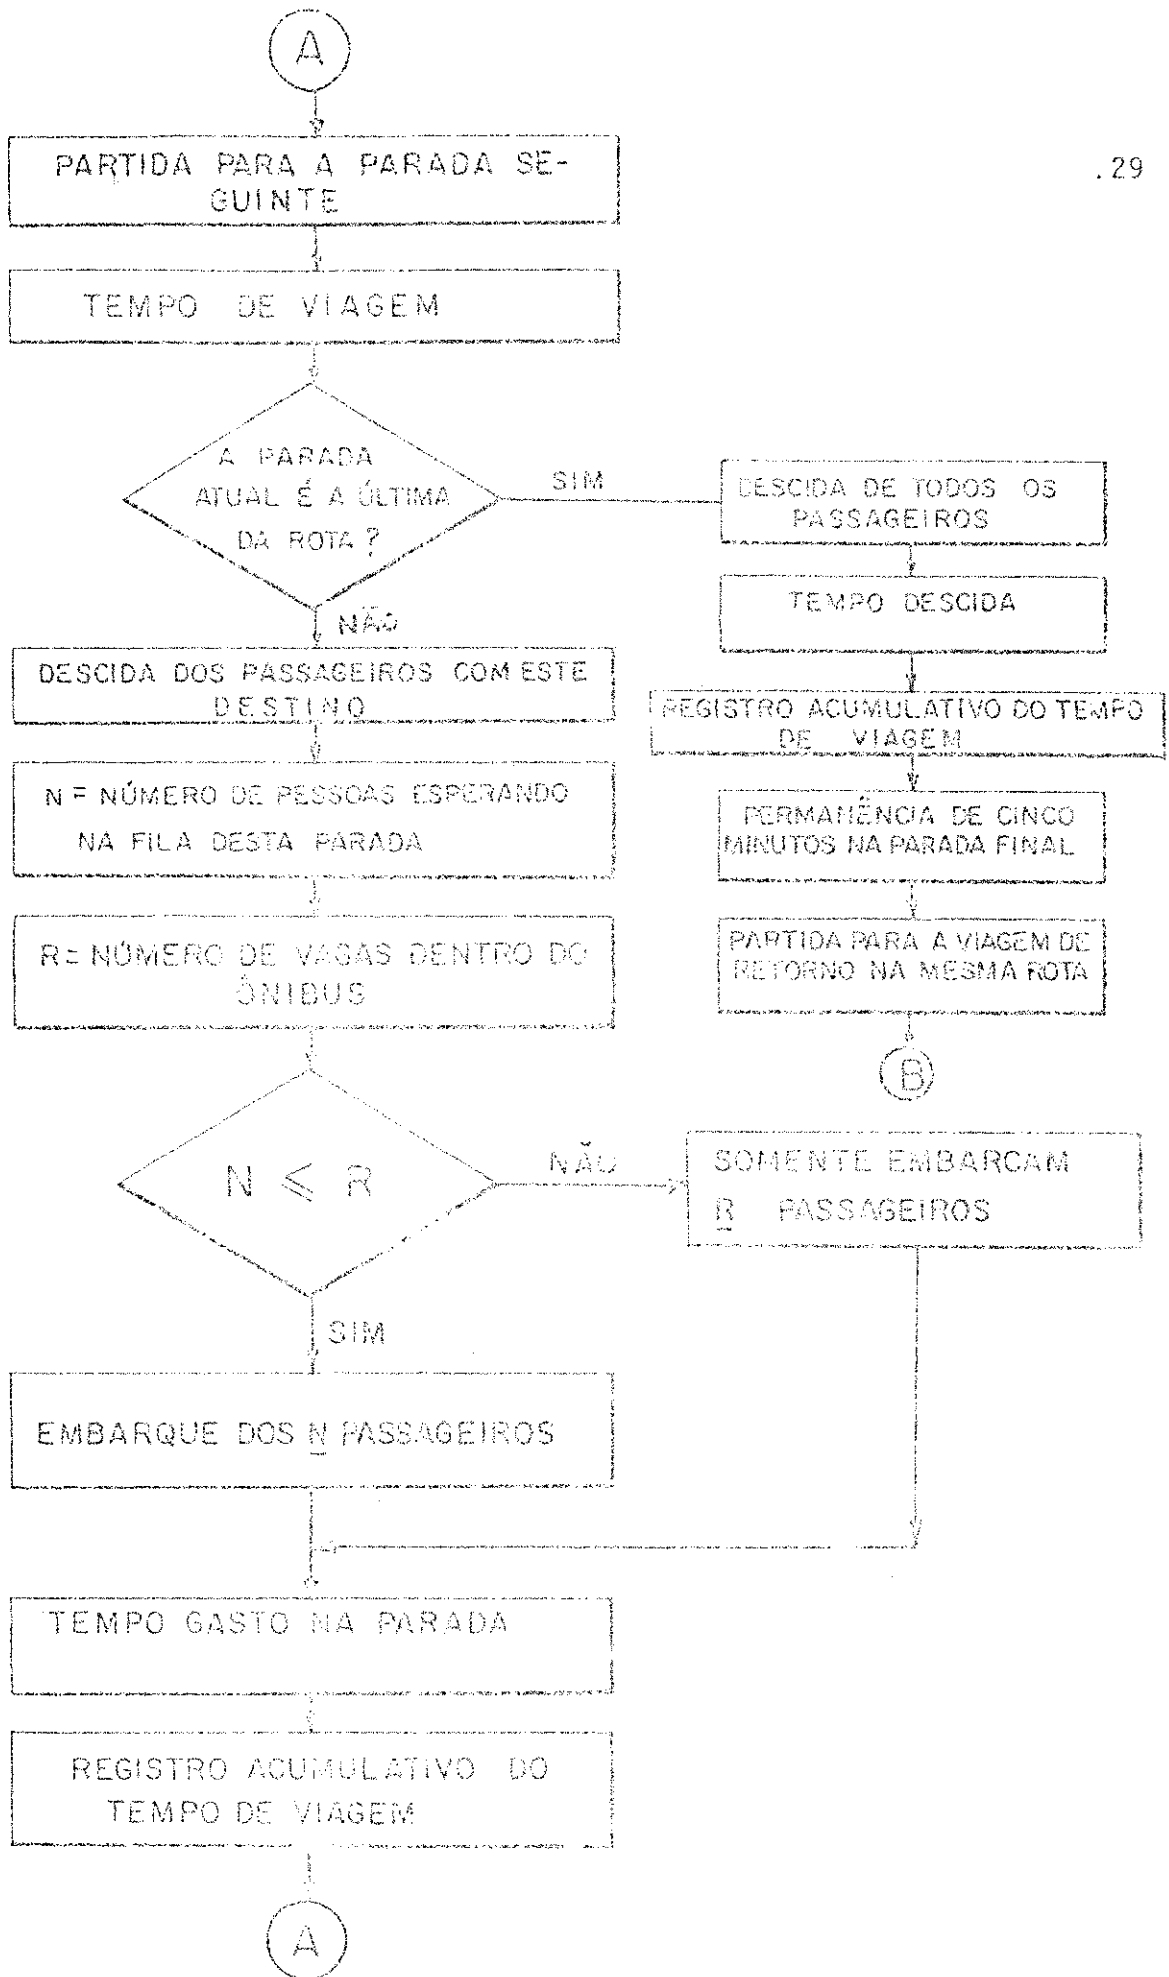 A
.29
PARTIDA PARA A PARADA SE-
GUINTE
TEMPO DE VIAGEM
A PARADA
ATUAL É A ÚLTIMA
DA ROTA?
SIM
NÃO
DESCIDA DE TODOS OS
PASSAGEIROS
TEMPO DESCIDA
REGISTRO ACUMULATIVO DO TEMPO
DE VIAGEM
PERMANÊNCIA DE CINCO
MINUTOS NA PARADA FINAL
PARTIDA PARA A VIAGEM DE
RETORNO NA MESMA ROTA
B
DESCIDA DOS PASSAGEIROS COM ESTE
DESTINO
N = NÚMERO DE PESSOAS ESPERANDO
NA FILA DESTA PARADA
R = NÚMERO DE VAGAS DENTRO DO
ÔNIBUS
N ⩽ R
NÃO
SOMENTE EMBARCAM
R PASSAGEIROS
SIM
EMBARQUE DOS N PASSAGEIROS
TEMPO GASTO NA PARADA
REGISTRO ACUMULATIVO DO
TEMPO DE VIAGEM
A